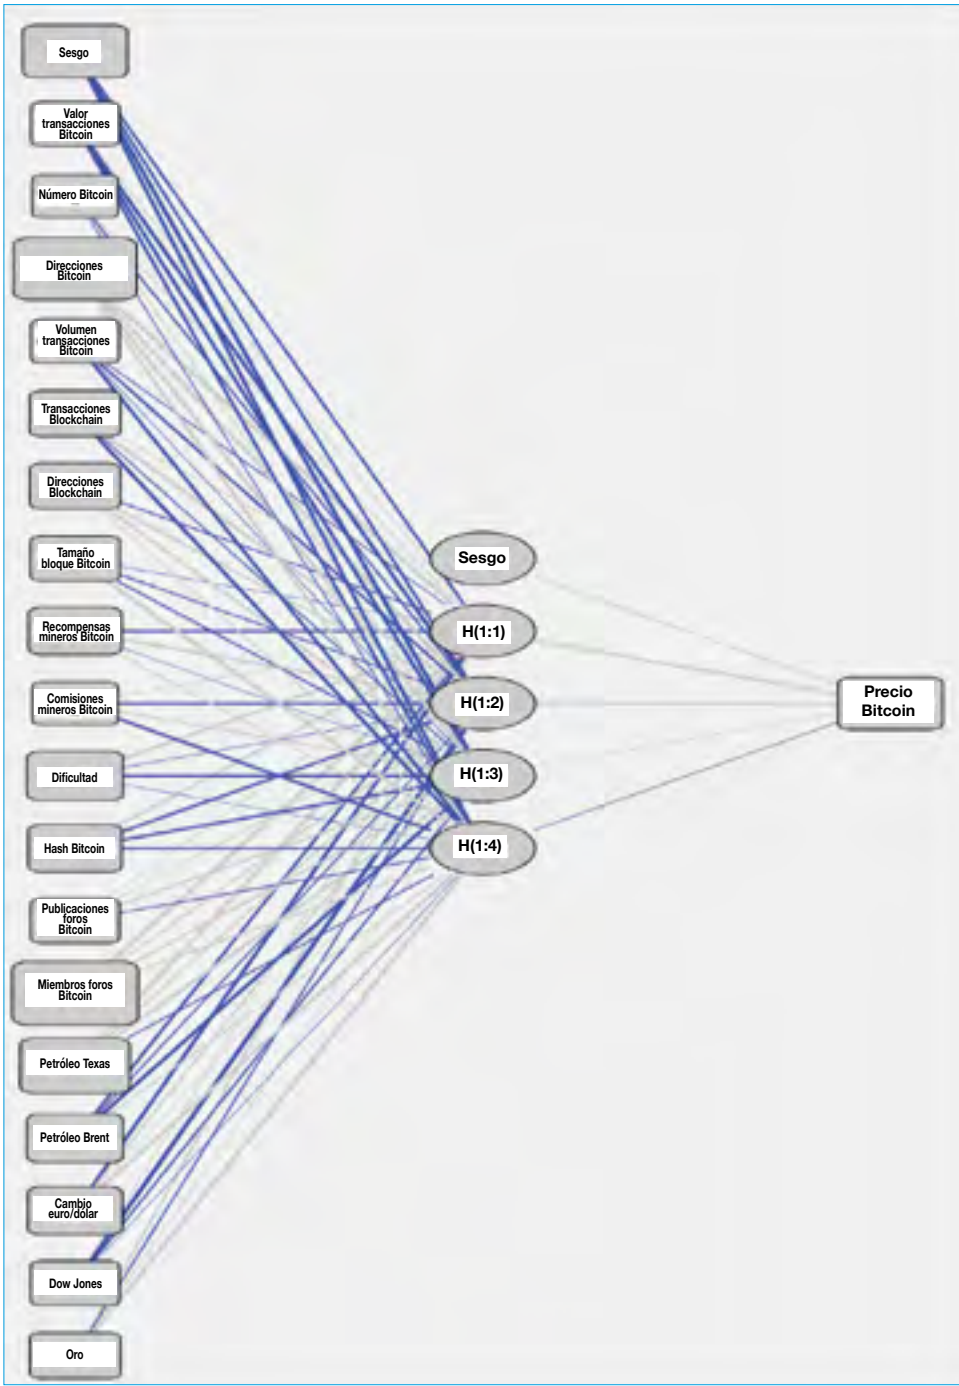 Sesgo
Valor
transacciones
Bitcoin
Número Bitcoin
Direcciones
Bitcoin
Volumen
transacciones
Bitcoin
Transacciones
Blockchain
Direcciones
Blockchain
Tamaño
bloque Bitcoin
Recompensas
mineros Bitcoin
Comisiones
mineros Bitcoin
Dificultad
Hash Bitcoin
Publicaciones
foros
Bitcoin
Miembros foros
Bitcoin
Petróleo Texas
Petróleo Brent
Cambio
euro/dólar
Dow Jones
Oro
Sesgo
H(1:1)
H(1:2)
H(1:3)
H(1:4)
Precio
Bitcoin